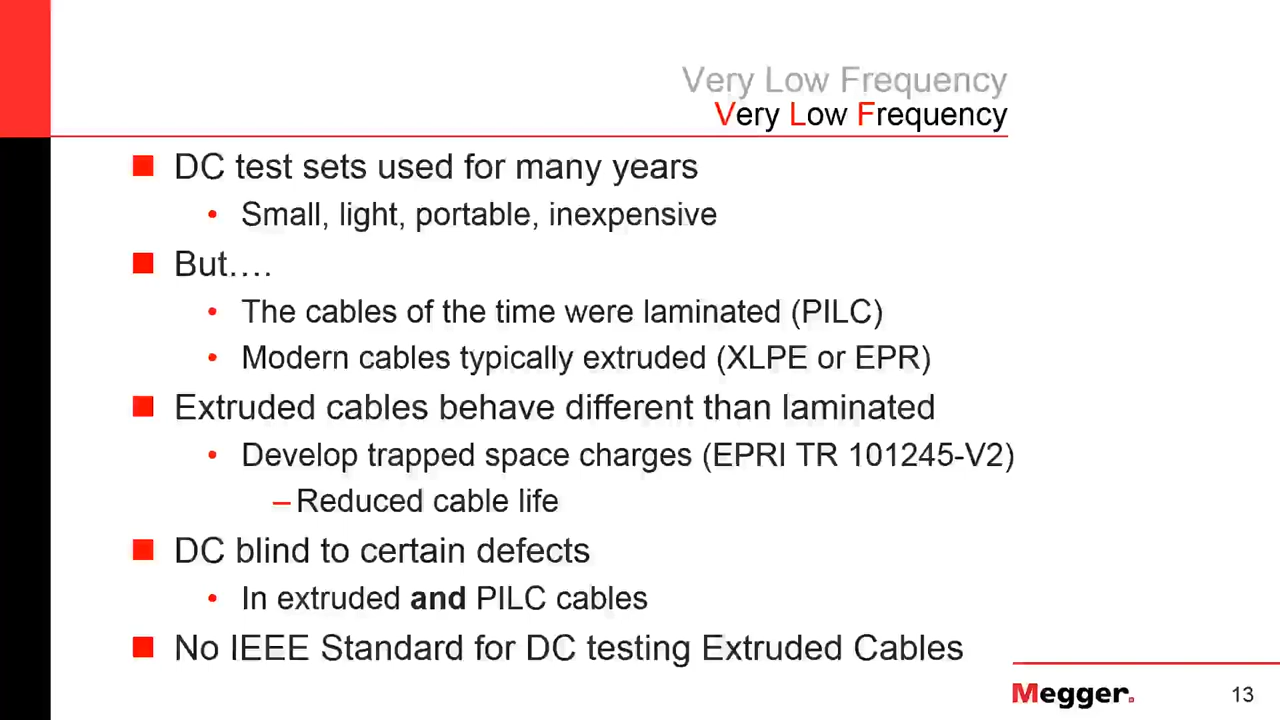 Very Low Frequency
Very Low Frequency
DC test sets used for many years
Small, light, portable, inexpensive
But….
The cables of the time were laminated (PILC)
Modern cables typically extruded (XLPE or EPR)
Extruded cables behave different than laminated
Develop trapped space charges (EPRI TR 101245-V2)
–Reduced cable life
DC blind to certain defects
In extruded and PILC cables
No IEEE Standard for DC testing Extruded Cables
Megger.
13